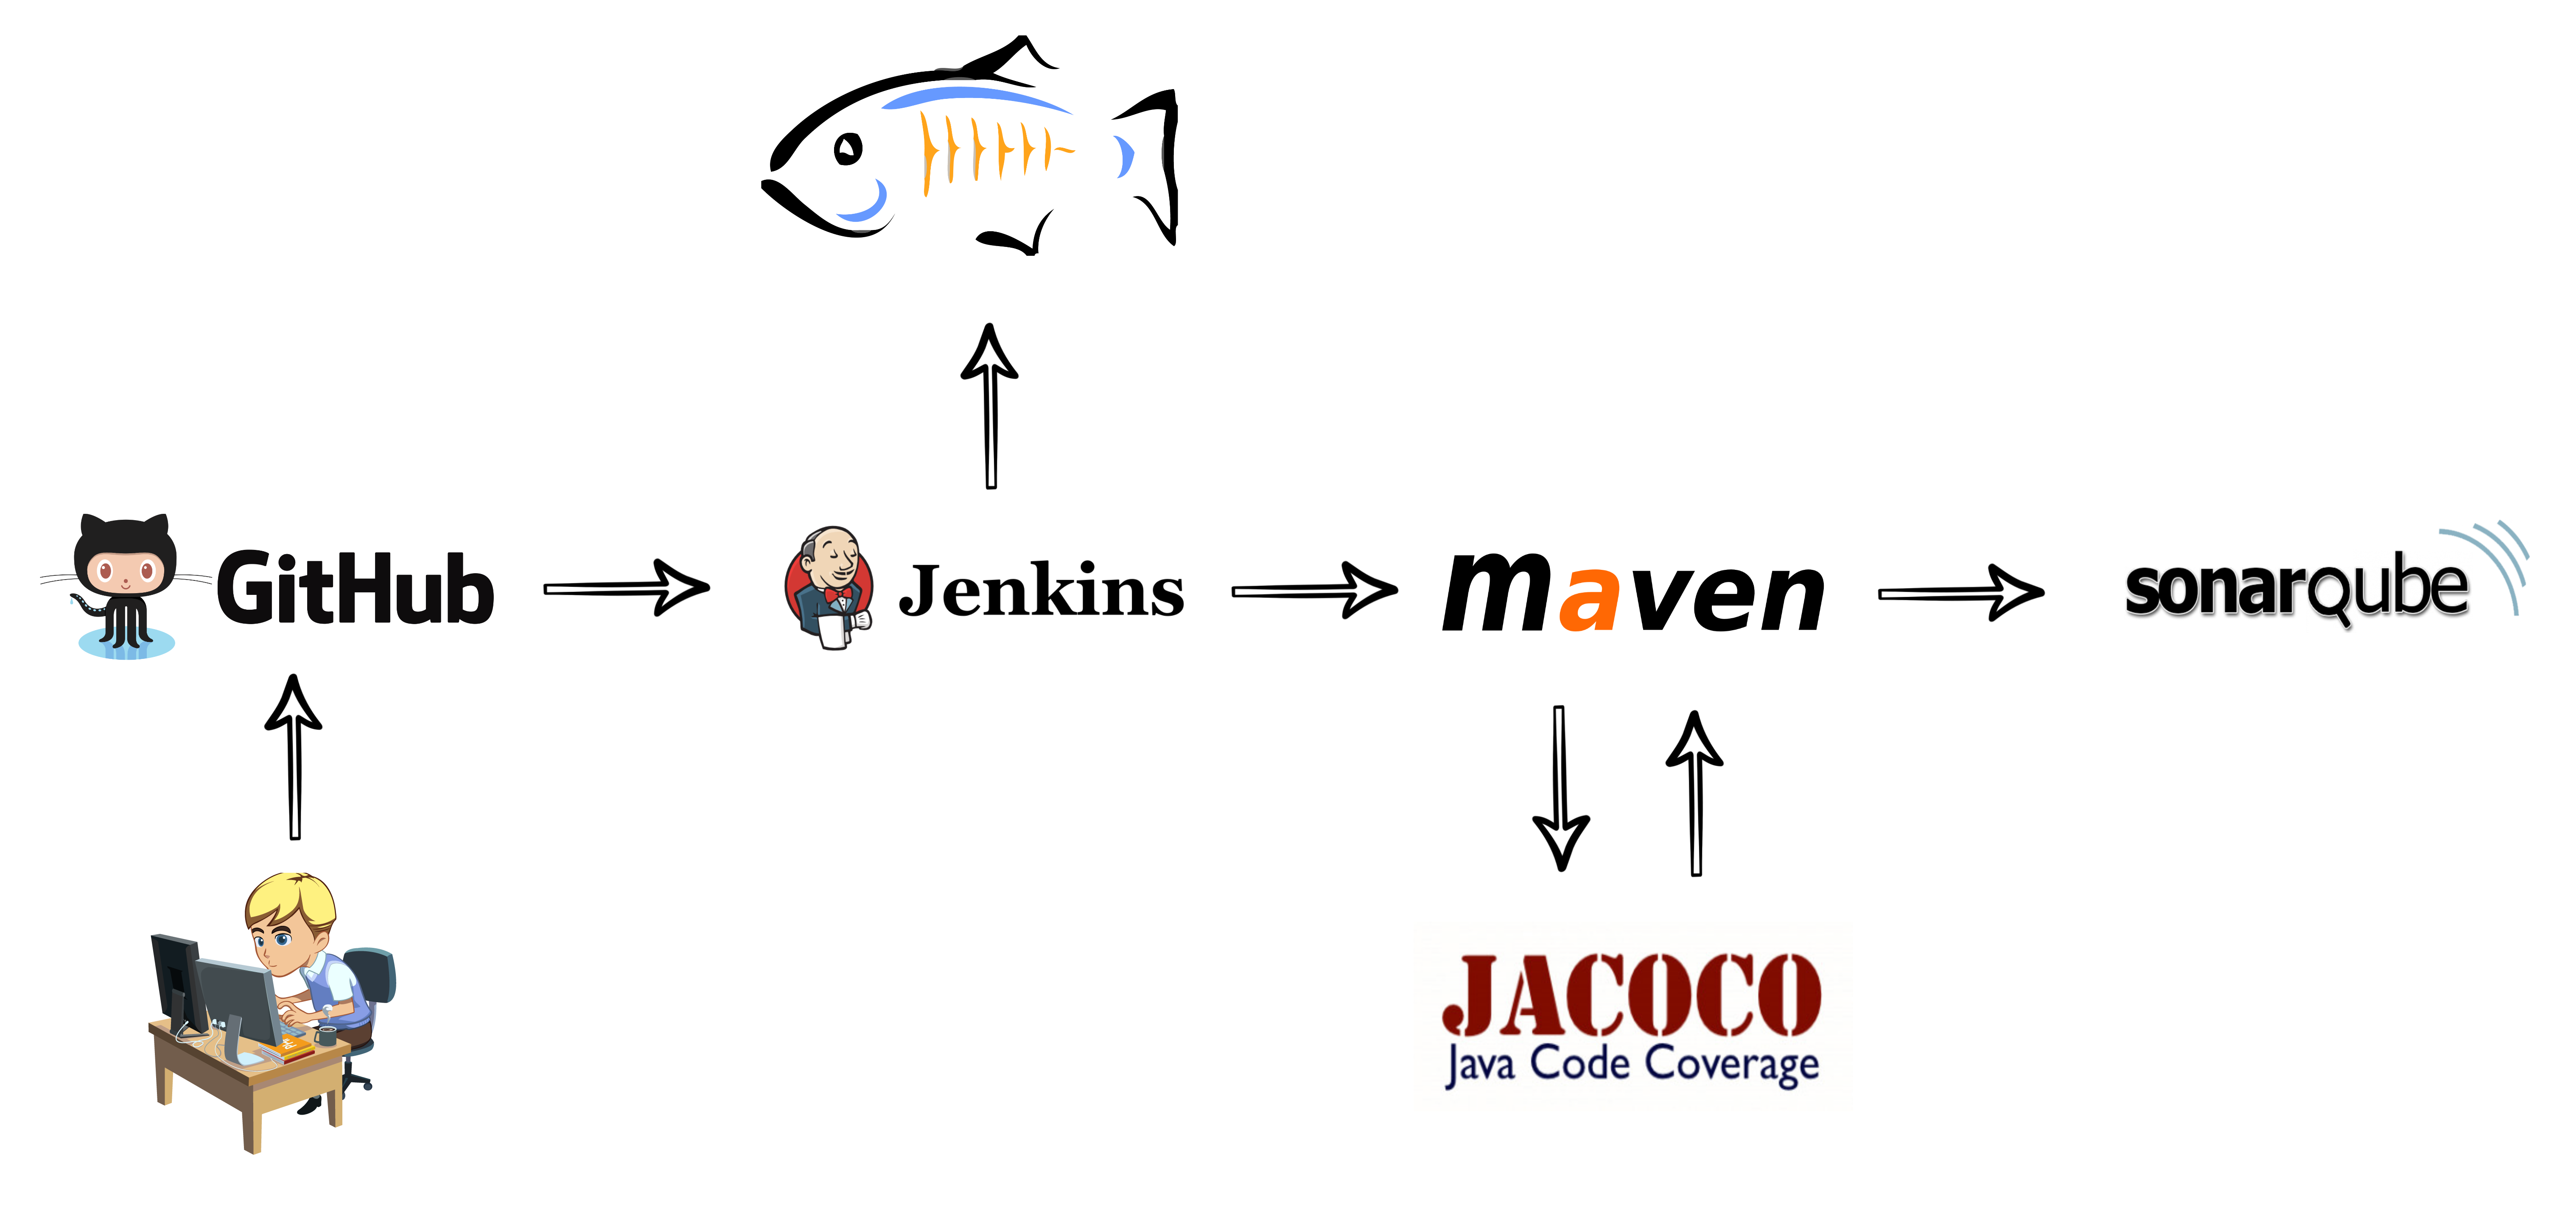 GitHub
Jenkins
maven
sonarqube
JACOCO
Java Code Coverage